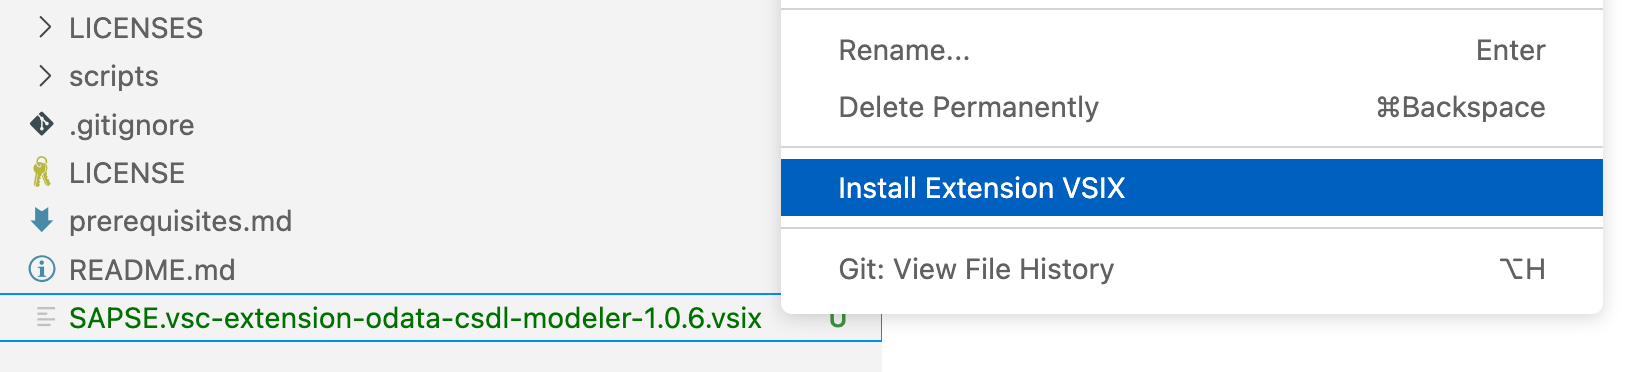 LICENSES
scripts
.gitignore
LICENSE
prerequisites.md
README.md
SAPSE.vsc-extension-odata-csdl-modeler-1.0.6.vsix U
Rename... Enter
Delete Permanently ⌘Backspace
Install Extension VSIX
Git: View File History ⌥H